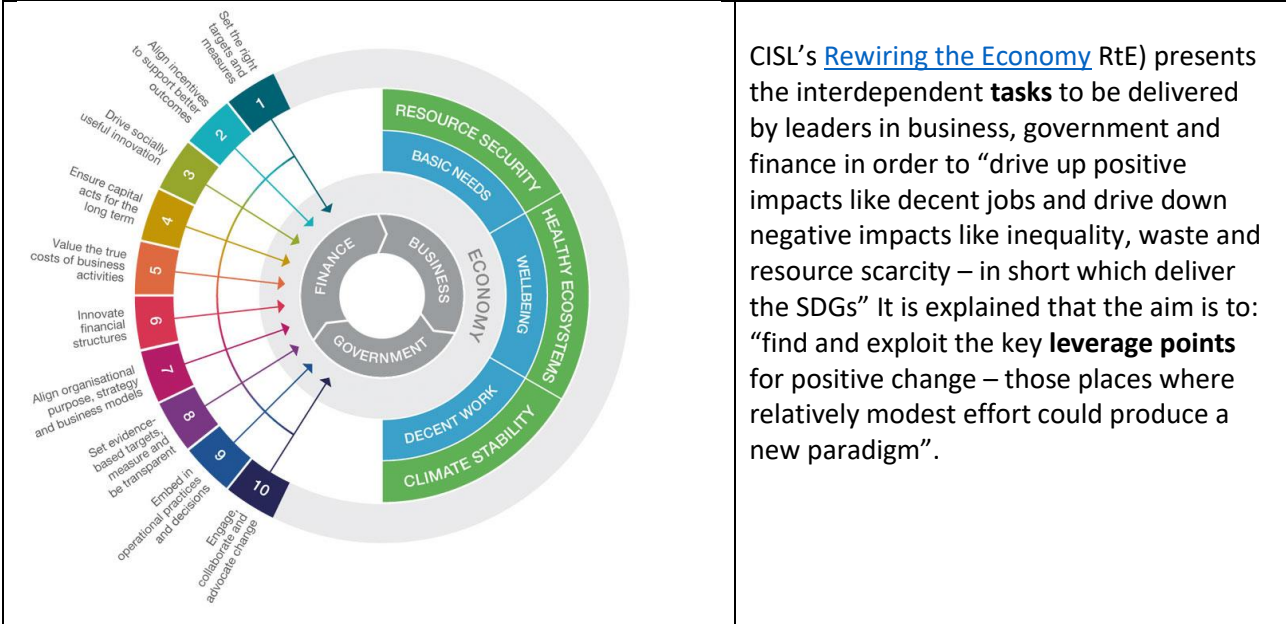 Set the right
targets and
measures
1
Align incentives
to support better
outcomes
2
Drive socially
useful innovation
3
Ensure capital
acts for the
long term
4
Value the true
costs of business
activities
5
Innovate
financial
structures
6
Align organisational
purpose, strategy
and business models
7
Set evidence-
based targets,
measure and
be transparent
8
Embed in
operational practices
and decisions
9
Engage,
collaborate and
advocate change
10
FINANCE
BUSINESS
GOVERNMENT
ECONOMY
BASIC NEEDS
WELLBEING
DECENT WORK
RESOURCE SECURITY
HEALTHY ECOSYSTEMS
CLIMATE STABILITY
CISL’s Rewiring the Economy RtE) presents
the interdependent tasks to be delivered
by leaders in business, government and
finance in order to “drive up positive
impacts like decent jobs and drive down
negative impacts like inequality, waste and
resource scarcity – in short which deliver
the SDGs” It is explained that the aim is to:
“find and exploit the key leverage points
for positive change – those places where
relatively modest effort could produce a
new paradigm”.